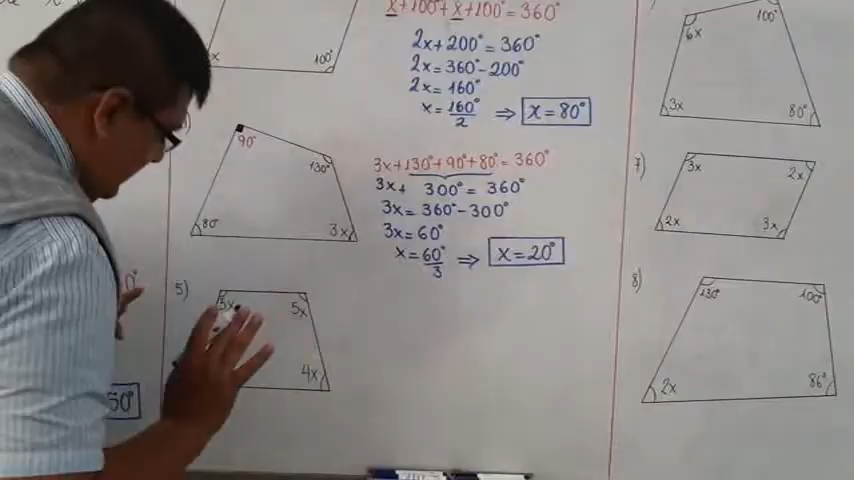 x+100°+x+100°=360°
2x+200°=360°
2x=360°-200°
2x=160°
x=160°/2 ⇒ x=80°
x
100°
90°
130°
80°
3x
3x+130°+90°+80°=360°
3x+ 300°=360°
3x=360°-300°
3x=60°
x=60°/3 ⇒ x=20°
5)
5x
5x
4x
50°
6x
100°
3x
80°
7)
3x
2x
2x
3x
8)
130°
100°
2x
86°